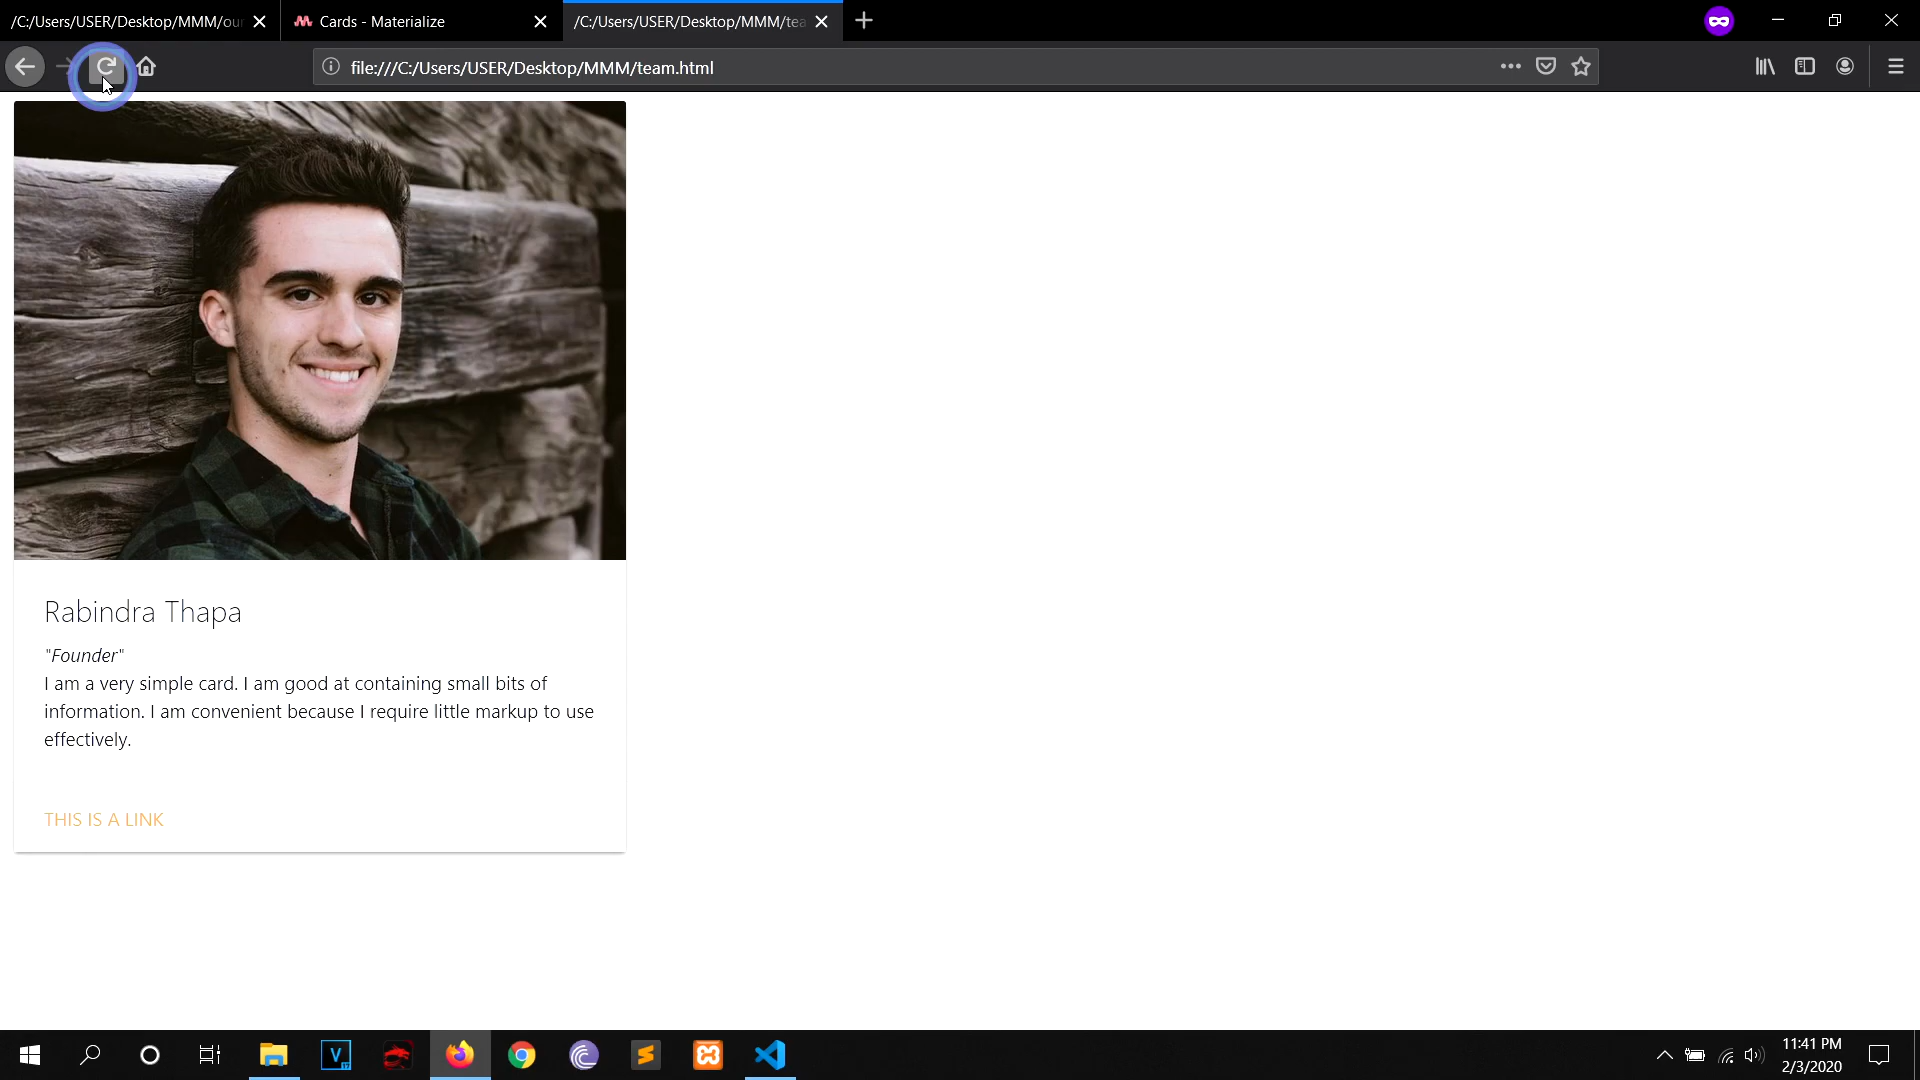 /C:/Users/USER/Desktop/MMM/our
Cards - Materialize
/C:/Users/USER/Desktop/MMM/tea
file:///C:/Users/USER/Desktop/MMM/team.html
Rabindra Thapa
"Founder"
I am a very simple card. I am good at containing small bits of
information. I am convenient because I require little markup to use
effectively.
THIS IS A LINK
11:41 PM
2/3/2020